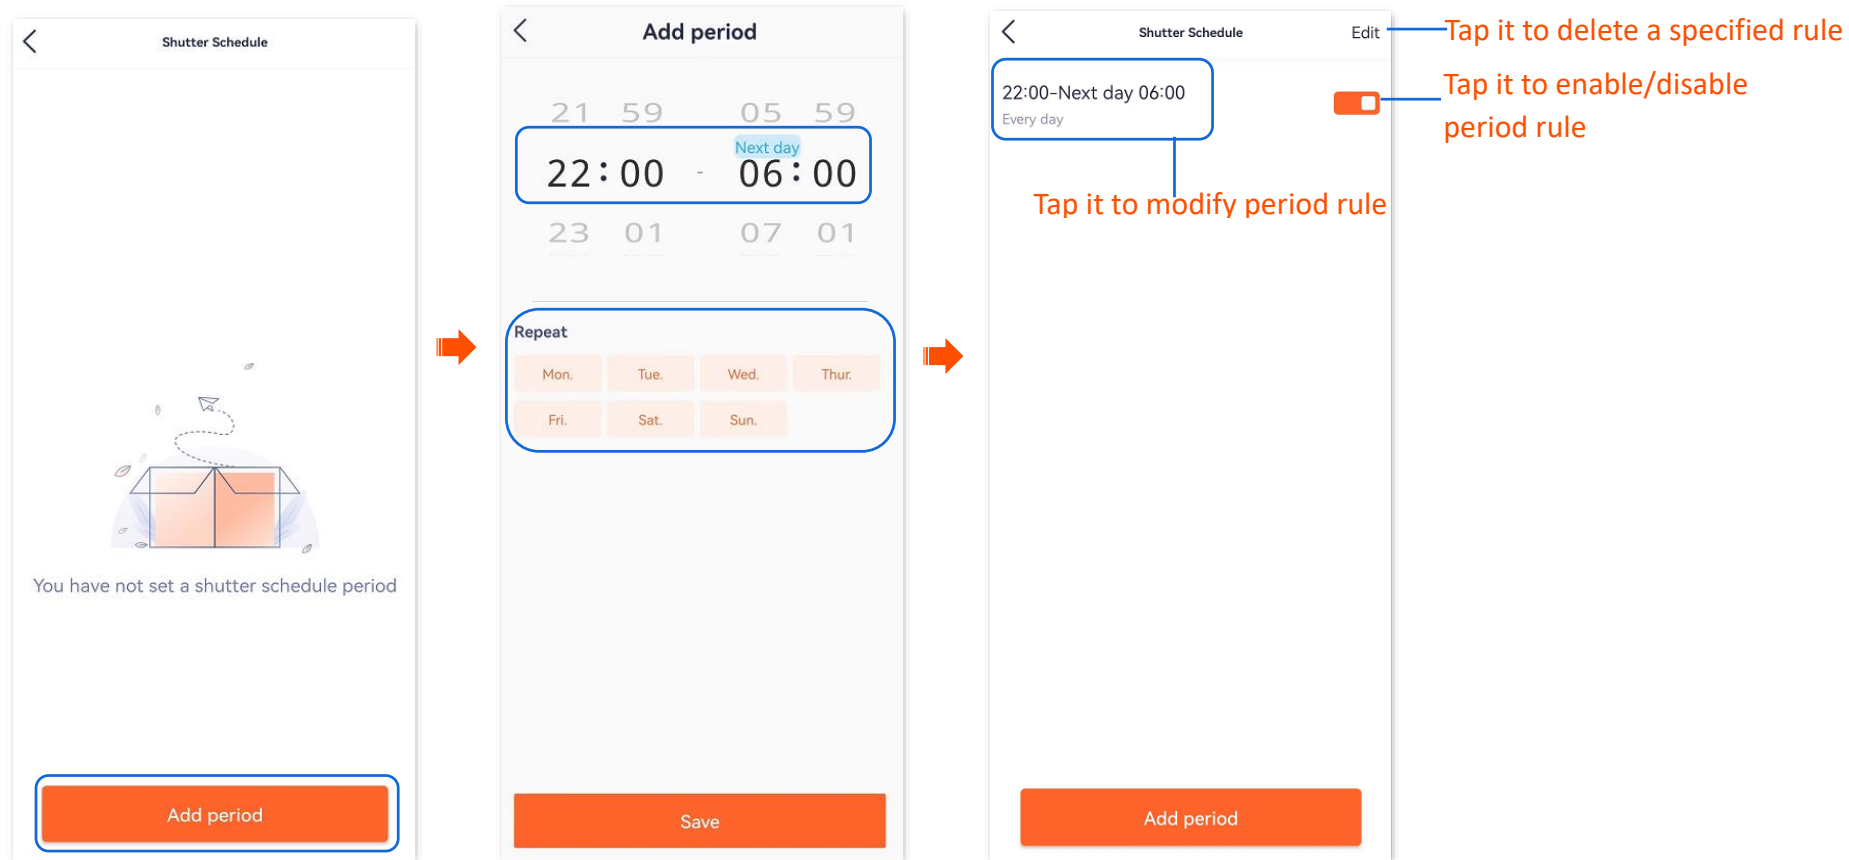 Shutter Schedule
You have not set a shutter schedule period
Add period
Add period
21 59 05 59
Next day
22:00 - 06:00
23 01 07 01
Repeat
Mon. Tue. Wed. Thur.
Fri. Sat. Sun.
Save
Shutter Schedule Edit
22:00-Next day 06:00
Every day
Add period
Tap it to delete a specified rule
Tap it to enable/disable
period rule
Tap it to modify period rule